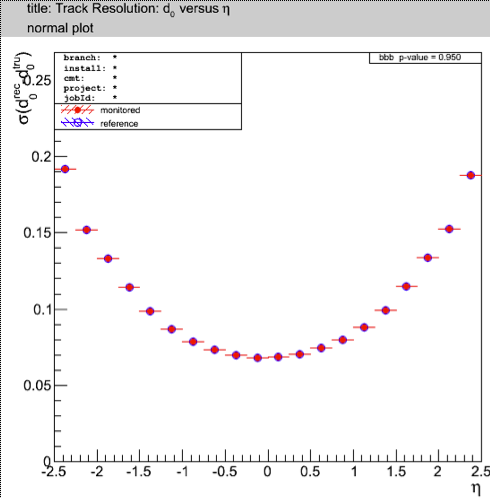 title: Track Resolution: d0 versus η
normal plot
branch: *
install: *
cmt: *
project: *
jobId: *
monitored
reference
bbb p-value = 0.950
σ(d0rec-d0tru)
0.25
0.2
0.15
0.1
0.05
0
-2.5 -2 -1.5 -1 -0.5 0 0.5 1 1.5 2 2.5
η